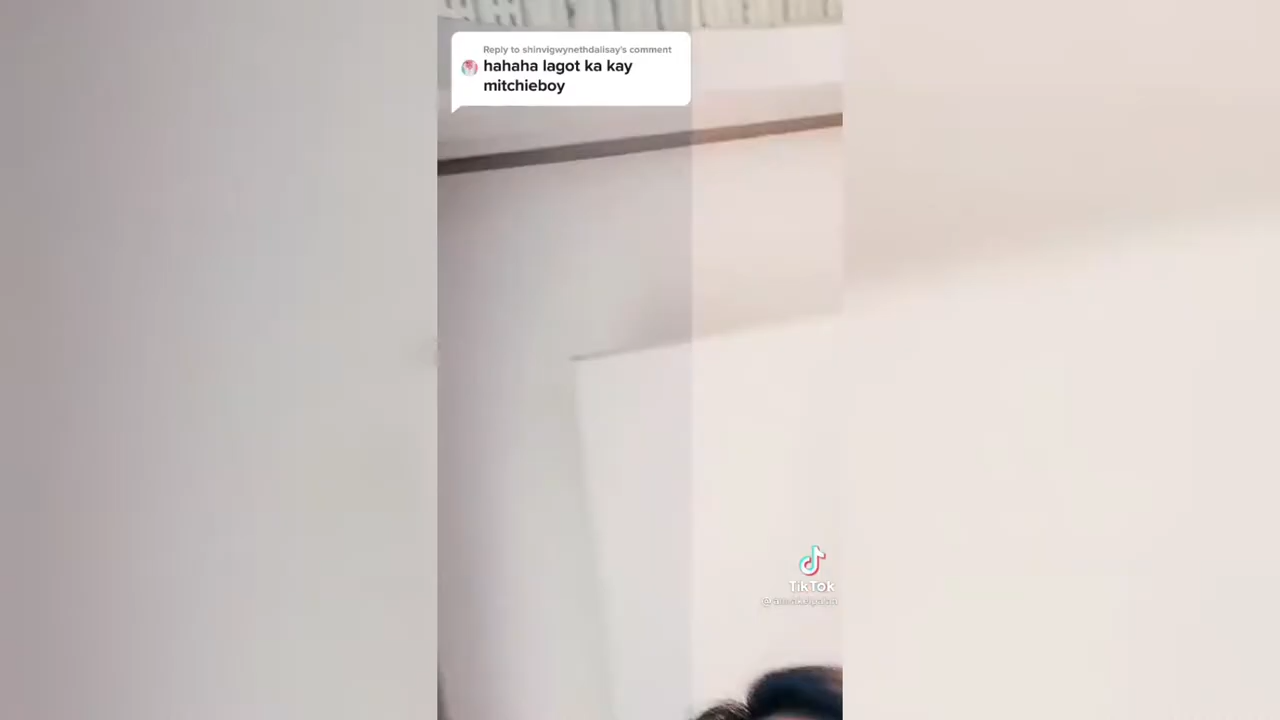 Reply to shinvigwynethdalisay's comment
hahaha lagot ka kay
mitchieboy
TikTok